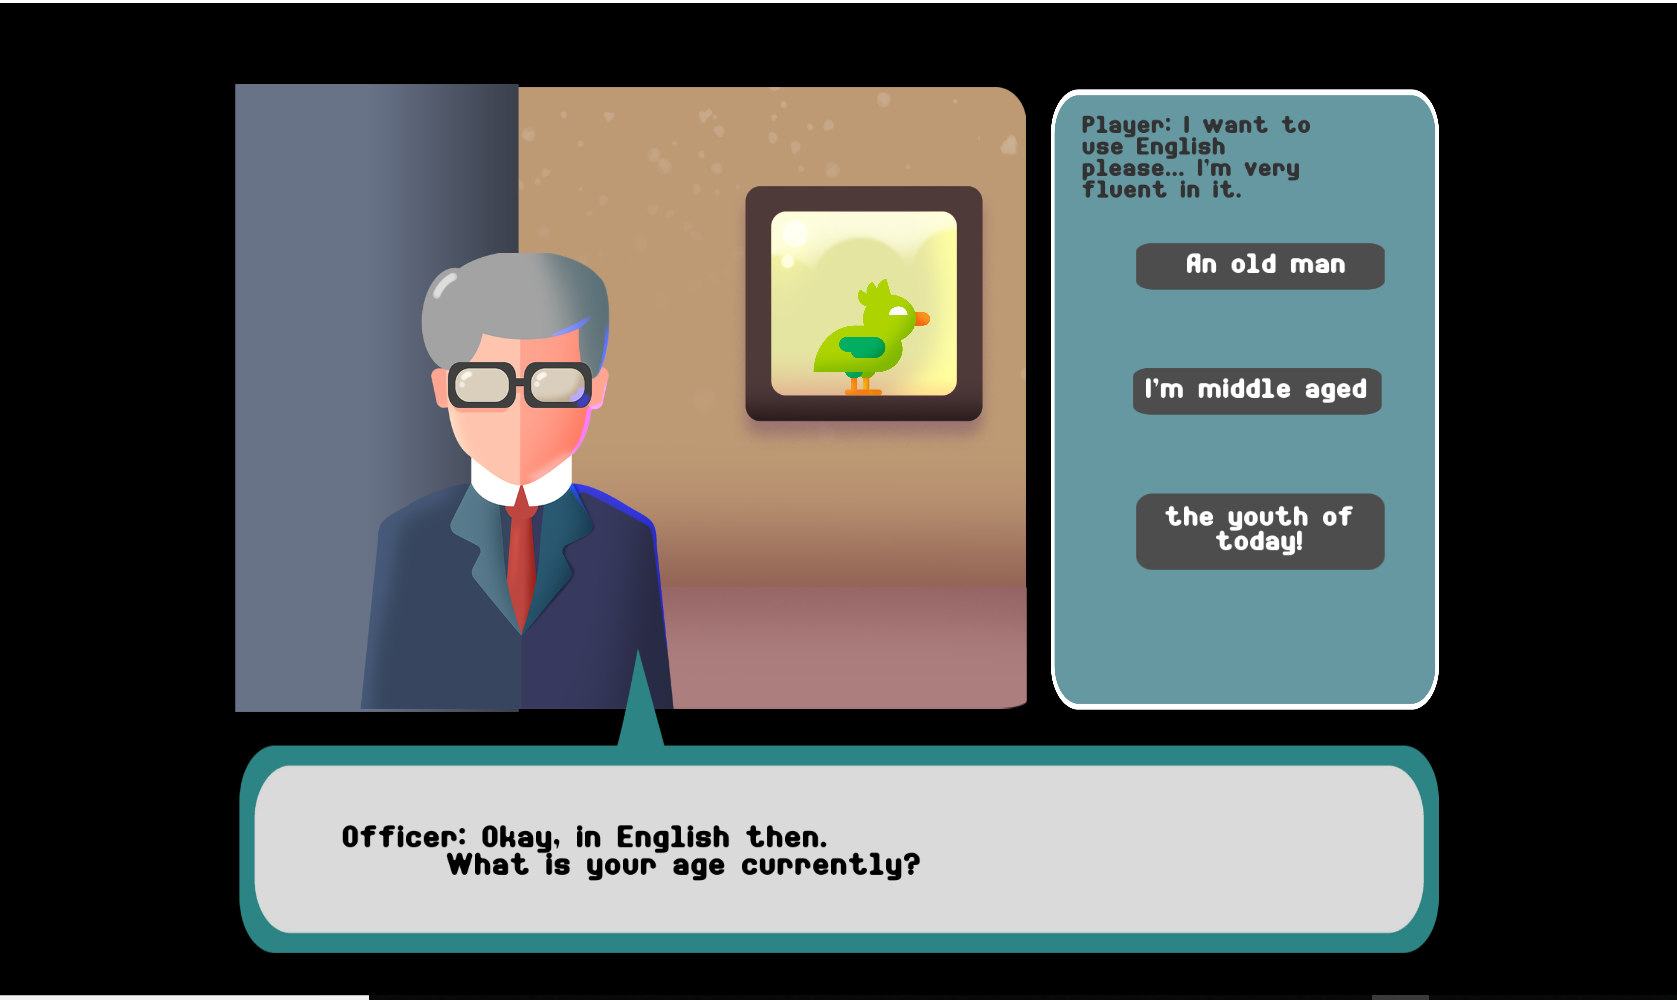 Player: I want to
use English
please... I'm very
fluent in it.
An old man
I'm middle aged
the youth of
today!
Officer: Okay, in English then.
What is your age currently?